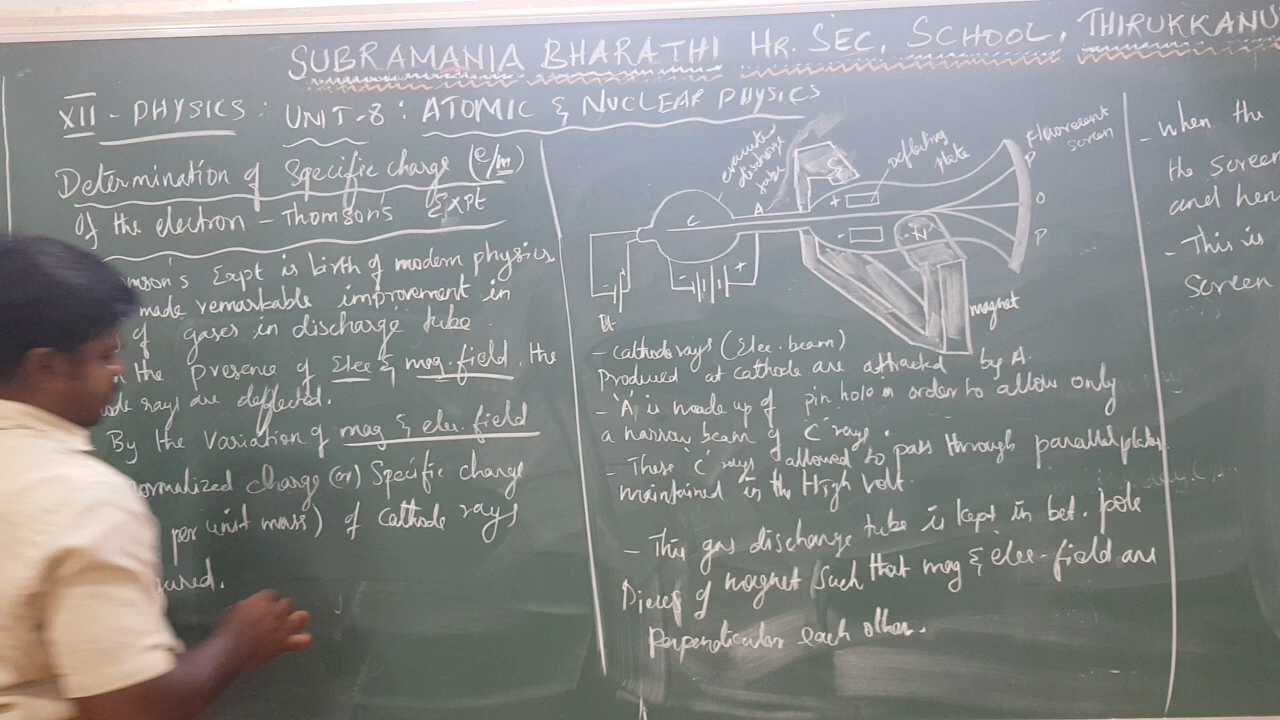 SUBRAMANIA BHARATHI HR. SEC. SCHOOL, THIRUKKANU
XII - PHYSICS : UNIT-8 : ATOMIC & NUCLEAR PHYSICS
Determination of Specific charge (e/m)
of the electron - Thomson's Expt
mson's Expt is birth of modern physics
made remarkable improvement in
of gases in discharge tube.
the presence of Elec & mag. field, the
ode rays are deflected.
By the variation of mag & elec. field
normalized charge (or) Specific charge
per unit mass) of cathode rays
sured.
evacuated
discharge
tube
deflecting
plate
Fluorescent
screen
P
O
P
C
A
S
N
+
-
-
- +
magnet
- cathode rays (Elec. beam)
produced at cathode are attracted by A.
- 'A' is made up of pin hole in order to allow only
a narrow beam of 'C' rays.
- These 'C' rays allowed to pass through parallel plates
maintained in the High volt.
- This gas discharge tube is kept in bet. pole
Pieces of magnet such that mag & elec-field are
perpendicular each other.
- when the
the screen
and hen
- This is
Screen